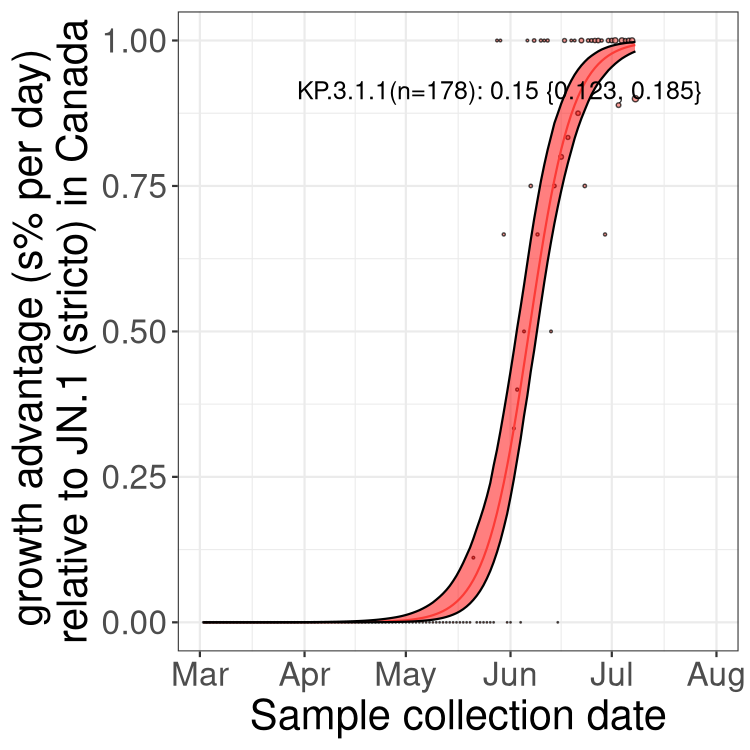 growth advantage (s% per day)
relative to JN.1 (stricto) in Canada
1.00
0.75
0.50
0.25
0.00
KP.3.1.1(n=178): 0.15 {0.123, 0.185}
Mar Apr May Jun Jul Aug
Sample collection date